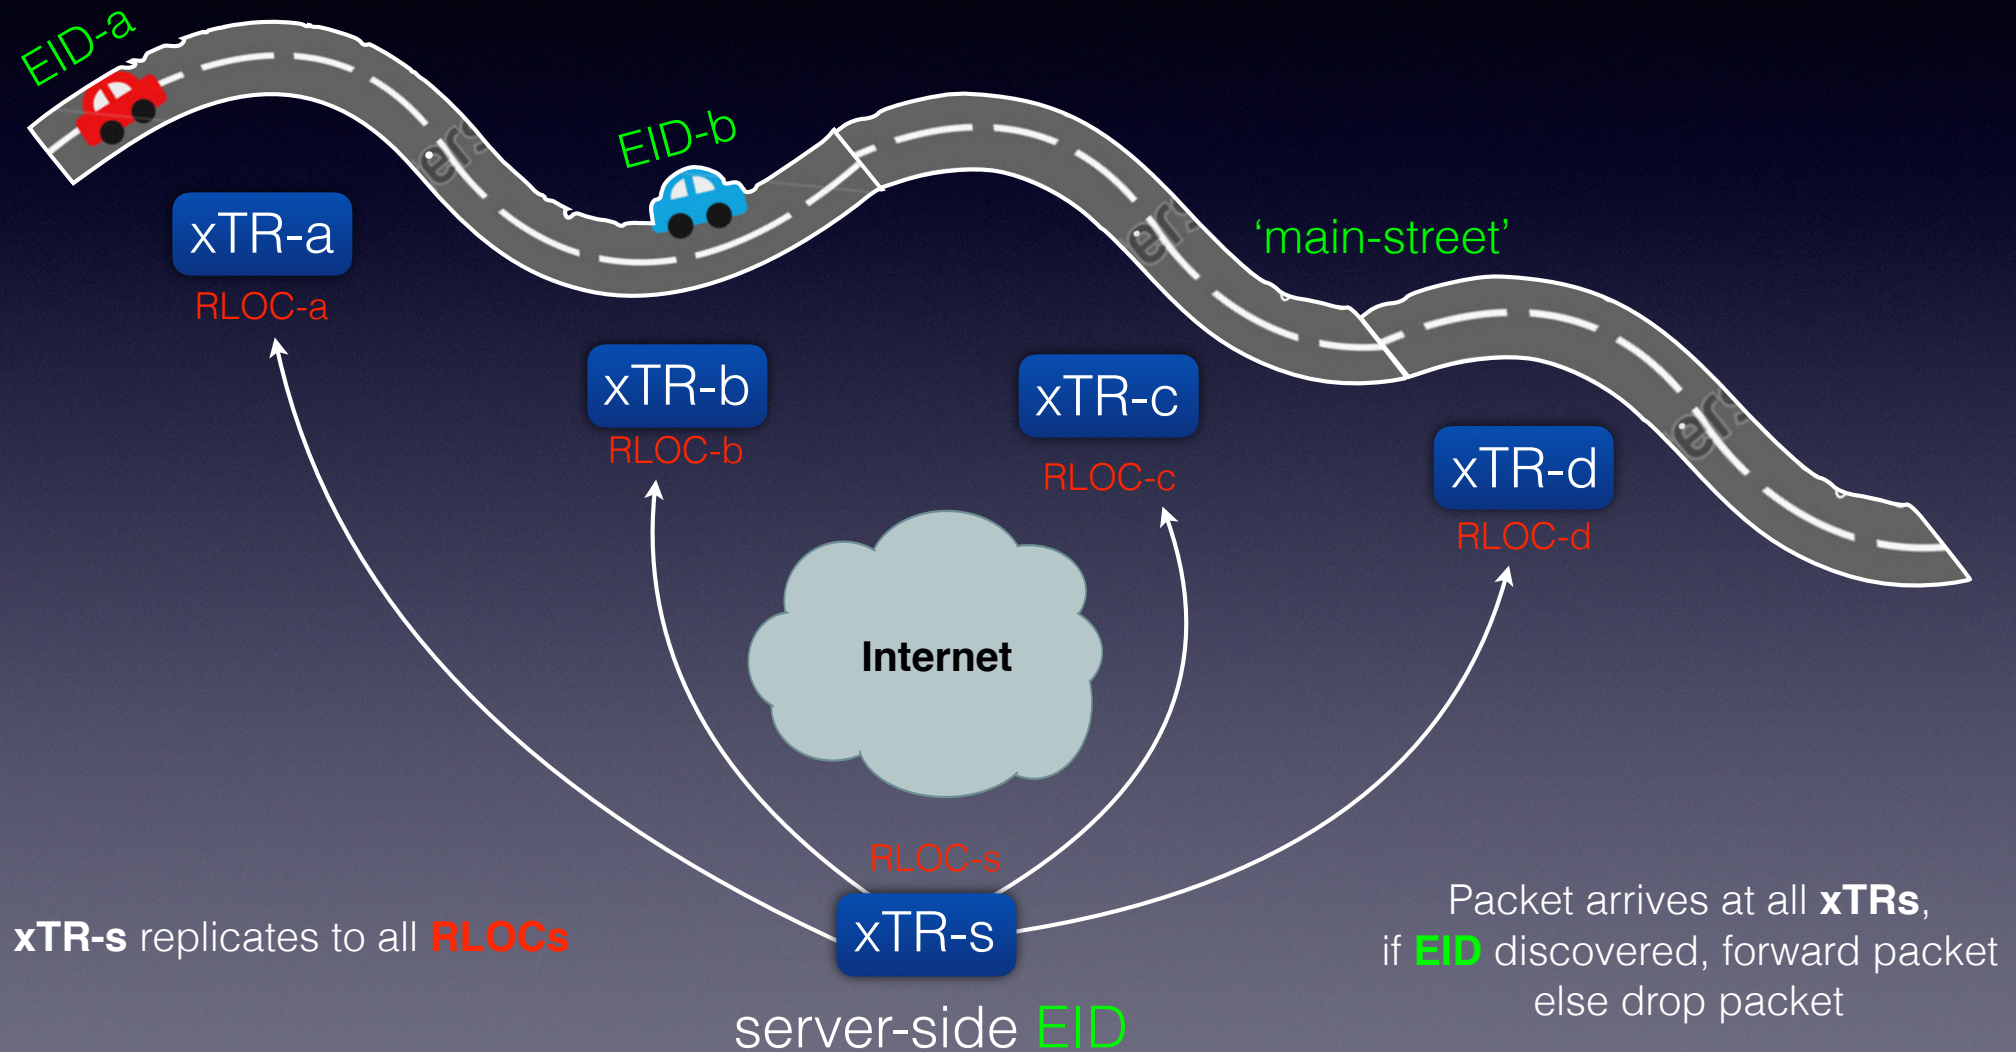 EID-a
EID-b
'main-street'
xTR-a
RLOC-a
xTR-b
RLOC-b
xTR-c
RLOC-c
xTR-d
RLOC-d
Internet
RLOC-s
xTR-s
server-side EID
xTR-s replicates to all RLOCs
Packet arrives at all xTRs,
if EID discovered, forward packet
else drop packet